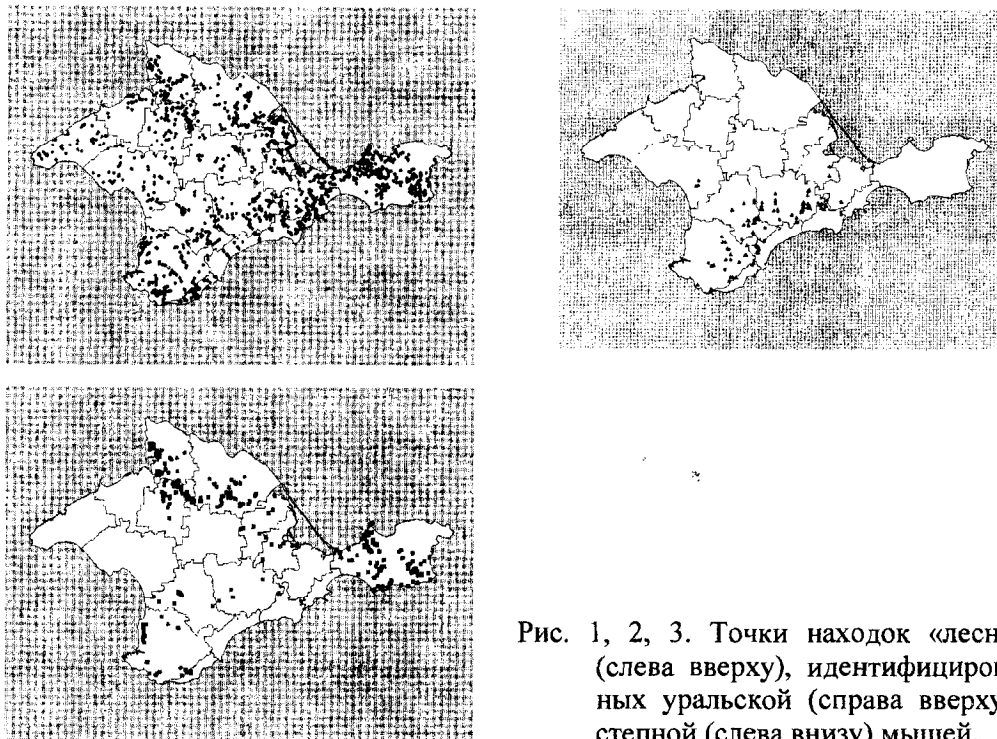 Рис. 1, 2, 3. Точки находок «лесн
(слева вверху), идентифициров
ных уральской (справа вверху
степной (слева внизу) мышей